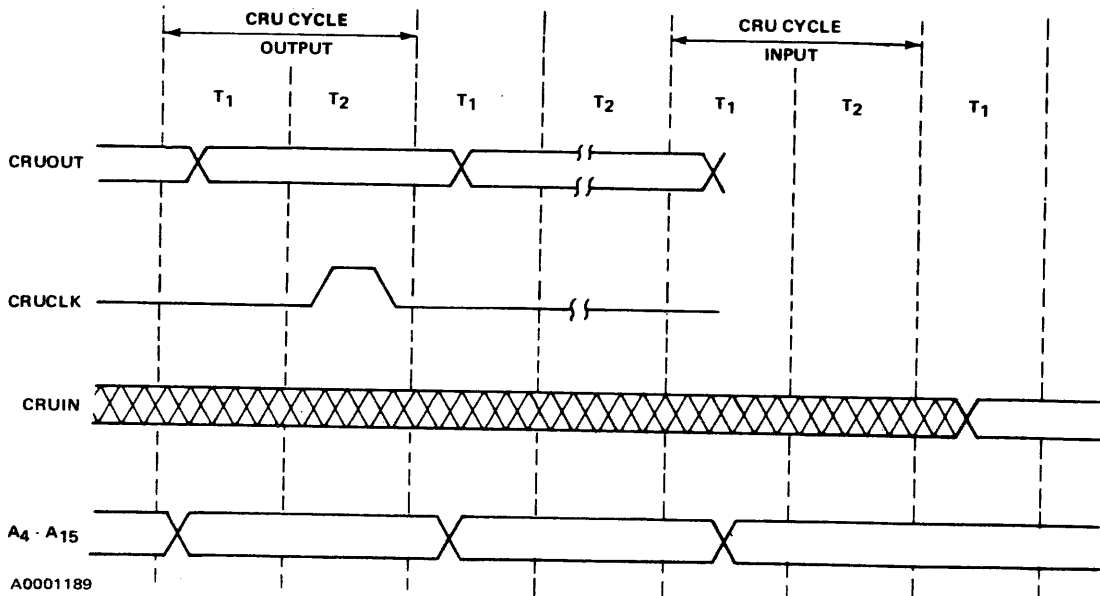 CRU CYCLE
OUTPUT
CRU CYCLE
INPUT
T1 T2 T1 T2 T1 T2 T1
CRUOUT
CRUCLK
CRUIN
A4 - A15
A0001189